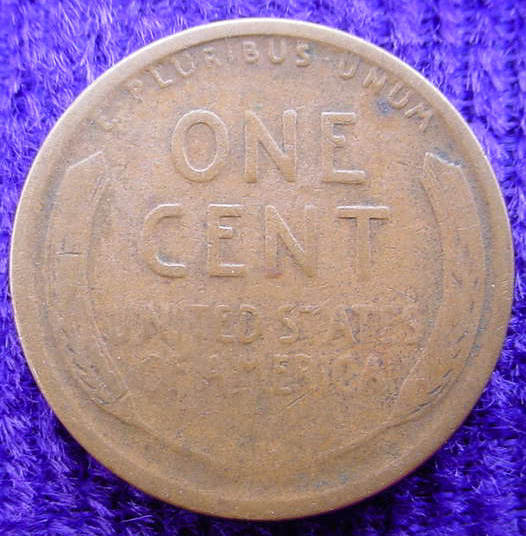 E PLURIBUS UNUM
ONE
CENT
UNITED STATES
OF AMERICA